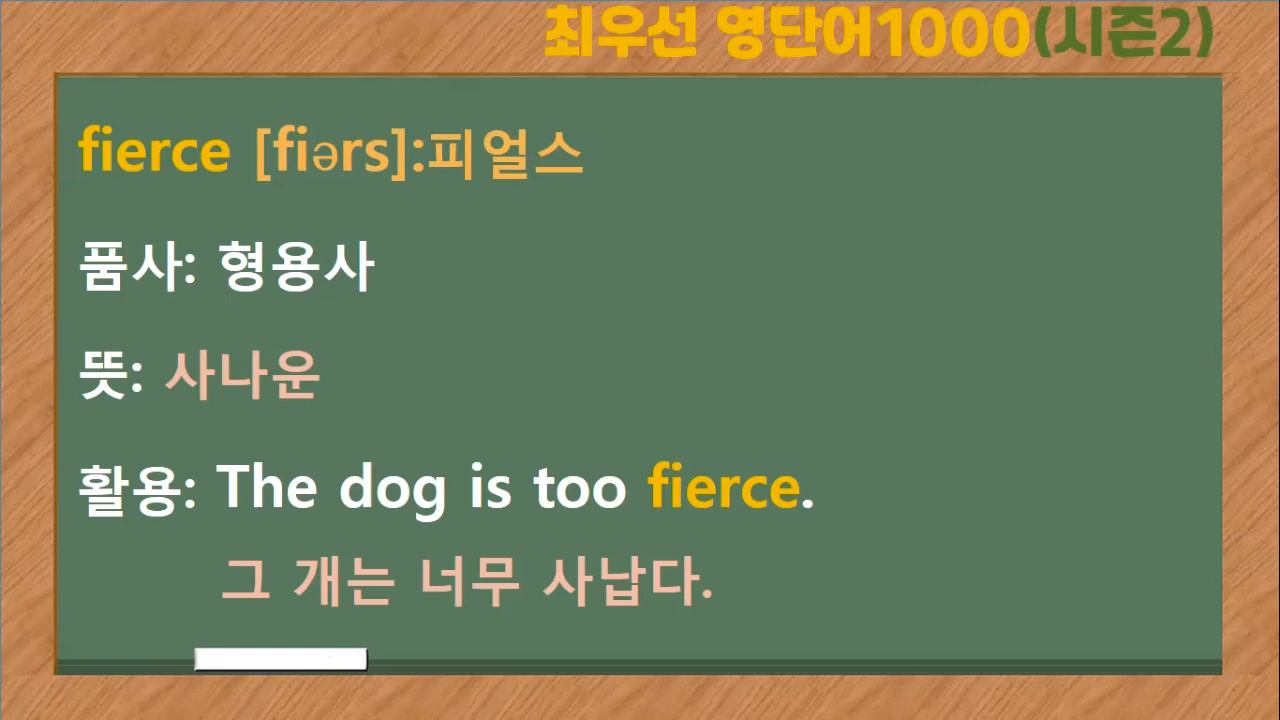 최우선 영단어1000(시즌2)
fierce [fiərs]:피얼스
품사: 형용사
뜻: 사나운
활용: The dog is too fierce.
그 개는 너무 사납다.